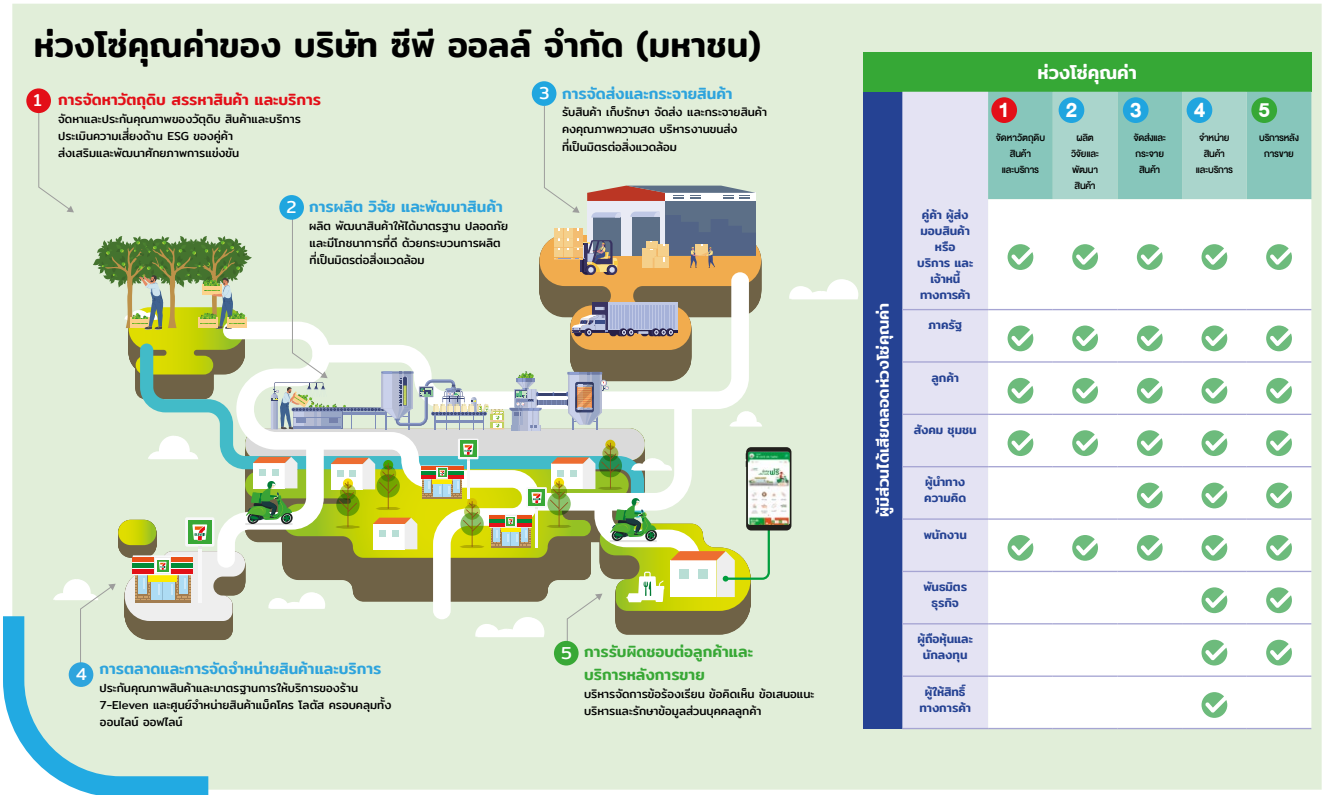 ห่วงโซ่คุณค่าของ บริษัท ซีพี ออลล์ จำกัด (มหาชน)
1 การจัดหาวัตถุดิบ สรรหาสินค้า และบริการ
จัดหาและประกันคุณภาพของวัตุดิบ สินค้าและบริการ
ประเมินความเสี่ยงด้าน ESG ของคู่ค้า
ส่งเสริมและพัฒนาศักยภาพการแข่งขัน
2 การผลิต วิจัย และพัฒนาสินค้า
ผลิต พัฒนาสินค้าให้ได้มาตรฐาน ปลอดภัย
และมีโภชนาการที่ดี ด้วยกระบวนการผลิต
ที่เป็นมิตรต่อสิ่งแวดล้อม
3 การจัดส่งและกระจายสินค้า
รับสินค้า เก็บรักษา จัดส่ง และกระจายสินค้า
คงคุณภาพความสด บริหารงานขนส่ง
ที่เป็นมิตรต่อสิ่งแวดล้อม
4 การตลาดและการจัดจำหน่ายสินค้าและบริการ
ประกันคุณภาพสินค้าและมาตรฐานการให้บริการของร้าน
7-Eleven และศูนย์จำหน่ายสินค้าแม็คโคร โลตัส ครอบคลุมทั้ง
ออนไลน์ ออฟไลน์
5 การรับผิดชอบต่อลูกค้าและ
บริการหลังการขาย
บริหารจัดการข้อร้องเรียน ข้อคิดเห็น ข้อเสนอแนะ
บริหารและรักษาข้อมูลส่วนบุคคลลูกค้า
ห่วงโซ่คุณค่า
1
จัดหาวัตถุดิบ
สินค้า
และบริการ
2
ผลิต
วิจัยและ
พัฒนา
สินค้า
3
จัดส่งและ
กระจาย
สินค้า
4
จำหน่าย
สินค้า
และบริการ
5
บริการหลัง
การขาย
ผู้มีส่วนได้เสียตลอดห่วงโซ่คุณค่า
คู่ค้า ผู้ส่ง
มอบสินค้า
หรือ
บริการ และ
เจ้าหนี้
ทางการค้า
ภาครัฐ
ลูกค้า
สังคม ชุมชน
ผู้นำทาง
ความคิด
พนักงาน
พันธมิตร
ธุรกิจ
ผู้ถือหุ้นและ
นักลงทุน
ผู้ให้สิทธิ์
ทางการค้า